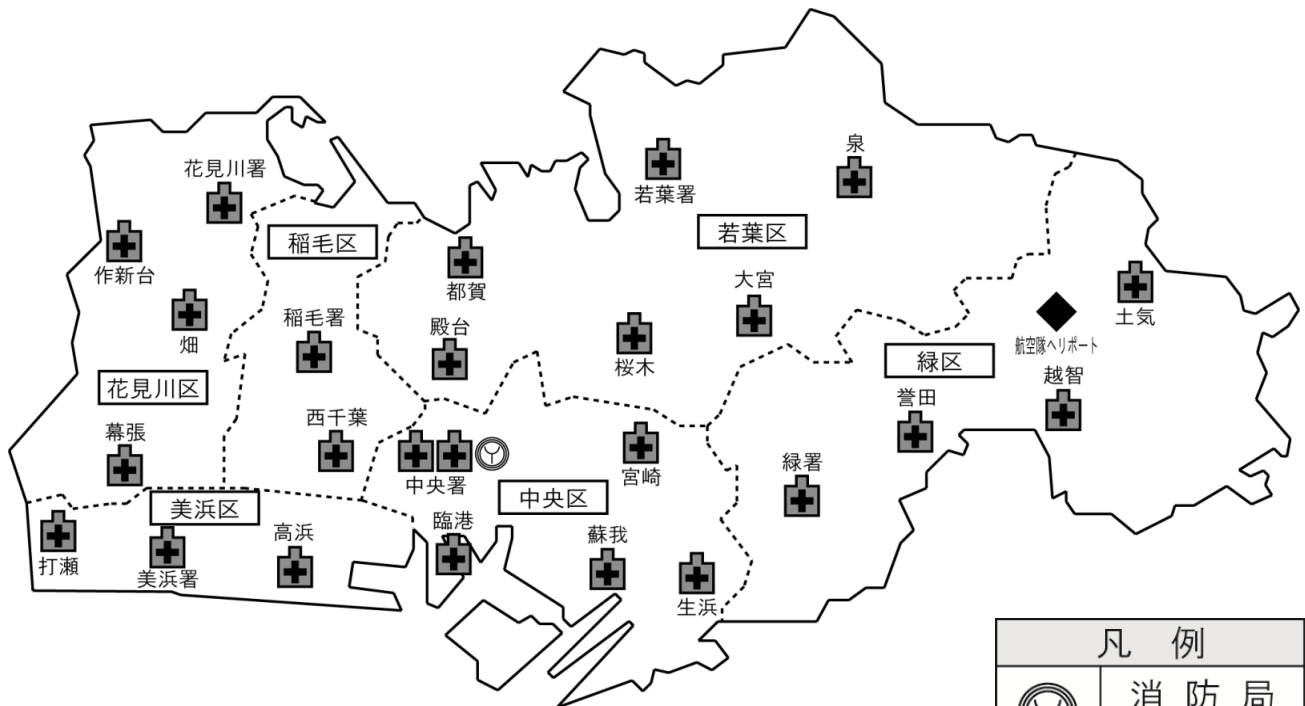 花見川署
作新台
畑
花見川区
幕張
稲毛区
稲毛署
西千葉
美浜区
打瀬
美浜署
高浜
都賀
殿台
若葉署
泉
若葉区
大宮
桜木
中央署
中央区
宮崎
臨港
蘇我
生浜
緑区
誉田
緑署
土気
航空隊ヘリポート
越智
凡 例
消 防 局